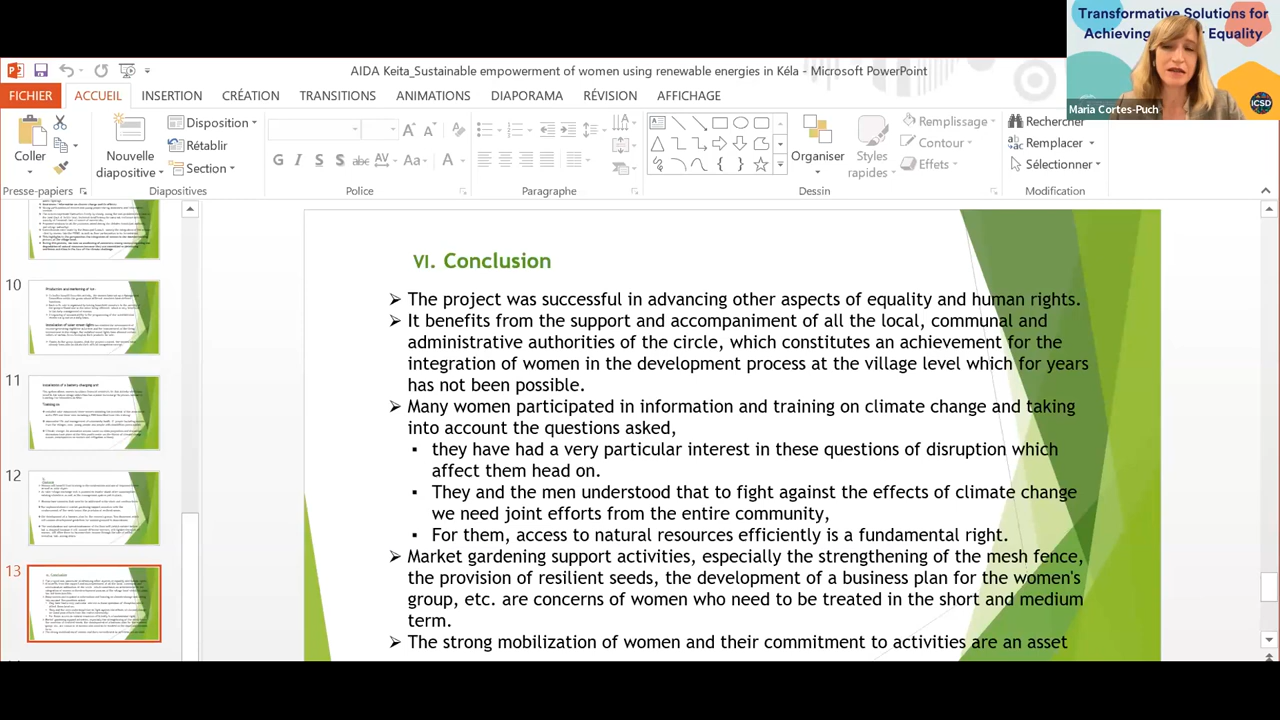 Transformative Solutions for
Achieving Equality
Maria Cortes-Puch
ICSD
AIDA Keita_Sustainable empowerment of women using renewable energies in Kéla - Microsoft PowerPoint
FICHIER ACCUEIL INSERTION CRÉATION TRANSITIONS ANIMATIONS DIAPORAMA RÉVISION AFFICHAGE
Coller
Nouvelle
diapositive
Disposition
Rétablir
Section
Organiser
Styles
rapides
Remplissage
Contour
Effets
Rechercher
Remplacer
Sélectionner
Presse-papiers Diapositives Police Paragraphe Dessin Modification
10
11
12
13
VI. Conclusion
➢ The project was successful in advancing other aspects of equality and human rights.
➢ It benefited from the support and accompaniment of all the local, communal and
administrative authorities of the circle, which constitutes an achievement for the
integration of women in the development process at the village level which for years
has not been possible.
➢ Many women participated in information and training on climate change and taking
into account the questions asked,
▪ they have had a very particular interest in these questions of disruption which
affect them head on.
▪ They and the men understood that to fight against the effects of climate change
we need joint efforts from the entire community.
▪ For them, access to natural resources efficiently is a fundamental right.
➢ Market gardening support activities, especially the strengthening of the mesh fence,
the provision of resilient seeds, the development of a business plan for the women's
group, etc. are concerns of women who need to be treated in the short and medium
term.
➢ The strong mobilization of women and their commitment to activities are an asset